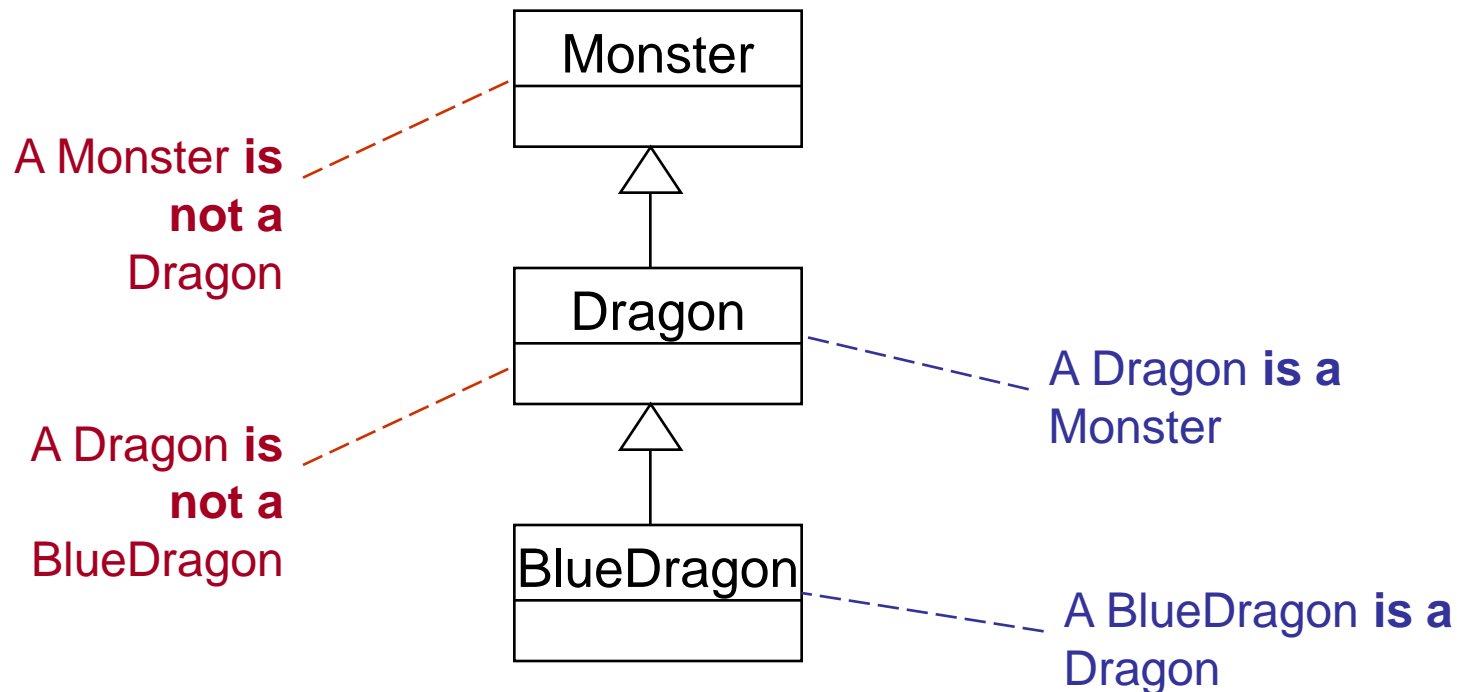 Monster
A Monster is
not a
Dragon
Dragon
A Dragon is a
Monster
A Dragon is
not a
BlueDragon
BlueDragon
A BlueDragon is a
Dragon